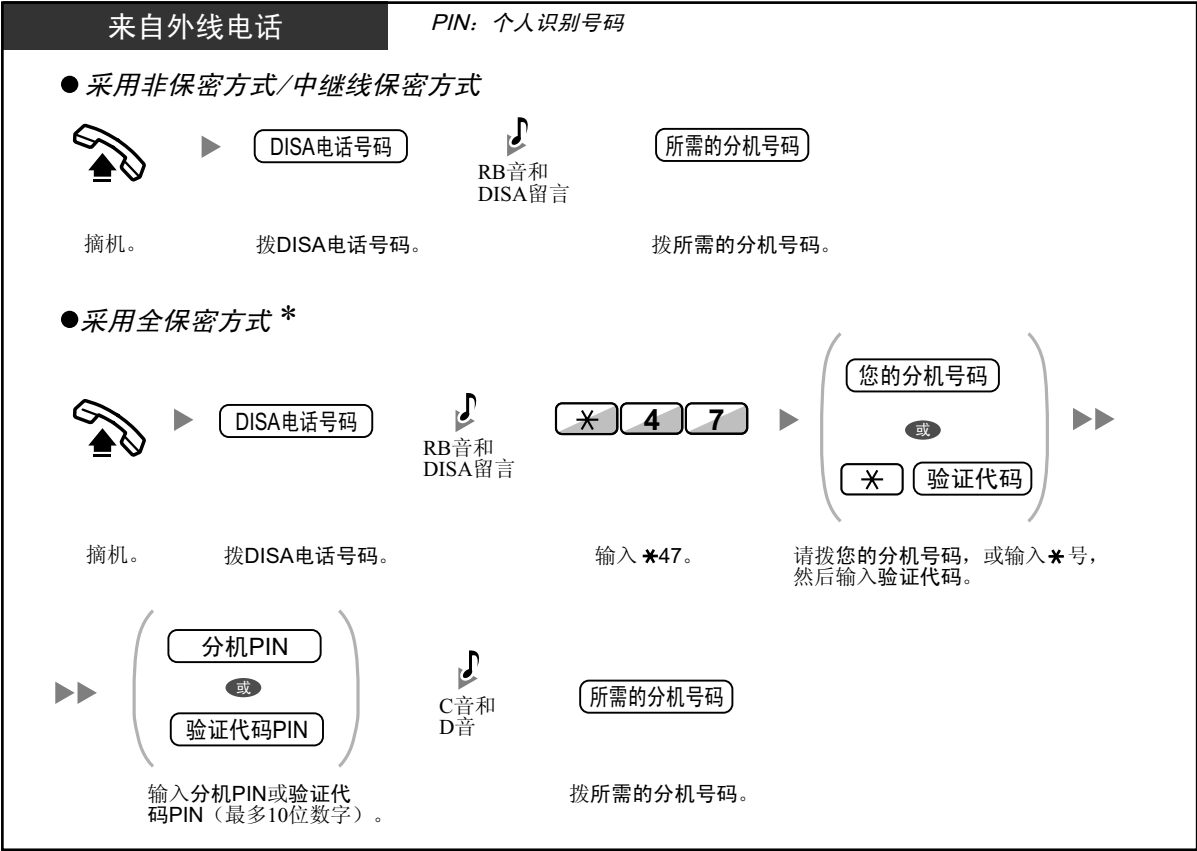 来自外线电话
PIN：个人识别号码
●采用非保密方式/中继线保密方式
DISA电话号码
RB音和
DISA留言
所需的分机号码
摘机。
拨DISA电话号码。
拨所需的分机号码。
●采用全保密方式*
DISA电话号码
RB音和
DISA留言
* 4 7
您的分机号码
或
* 验证代码
摘机。
拨DISA电话号码。
输入 *47。
请拨您的分机号码，或输入*号，
然后输入验证代码。
分机PIN
或
验证代码PIN
C音和
D音
所需的分机号码
输入分机PIN或验证代
码PIN（最多10位数字）。
拨所需的分机号码。